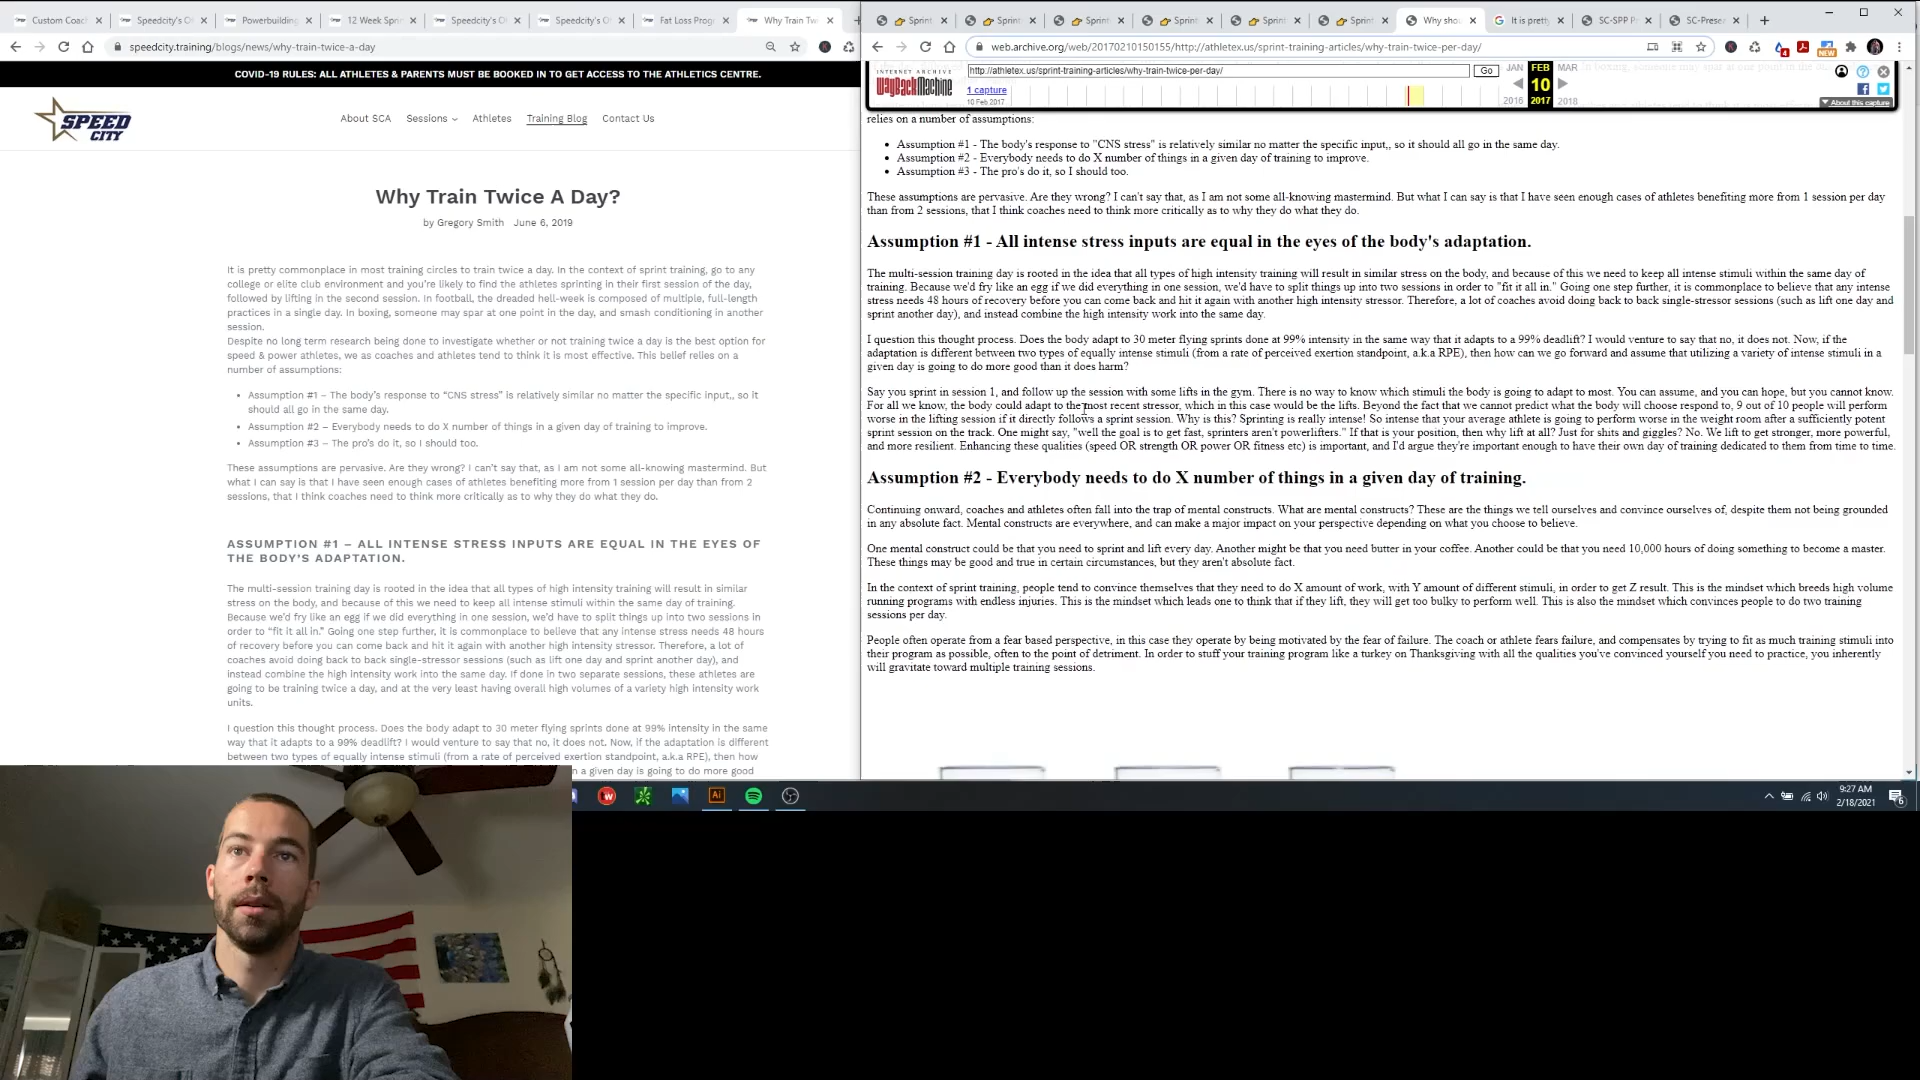 Custom Coac
Speedcity's O
Powerbuilding
12 Week Sprin
Speedcity's O
Speedcity's O
Fat Loss Prog
Why Train Tw
speedcity.training/blogs/news/why-train-twice-a-day
COVID-19 RULES: ALL ATHLETES & PARENTS MUST BE BOOKED IN TO GET ACCESS TO THE ATHLETICS CENTRE.
SPEED
CITY
About SCA
Sessions
Athletes
Training Blog
Contact Us
Why Train Twice A Day?
by Gregory Smith June 6, 2019
It is pretty commonplace in most training circles to train twice a day. In the context of sprint training, go to any
college or elite club environment and you're likely to find the athletes sprinting in their first session of the day,
followed by lifting in the second session. In football, the dreaded hell-week is composed of multiple, full-length
practices in a single day. In boxing, someone may spar at one point in the day, and smash conditioning in another
session.
Despite no long term research being done to investigate whether or not training twice a day is the best option for
speed & power athletes, we as coaches and athletes tend to think it is most effective. This belief relies on a
number of assumptions:
Assumption #1 – The body's response to “CNS stress” is relatively similar no matter the specific input,, so it
should all go in the same day.
Assumption #2 – Everybody needs to do X number of things in a given day of training to improve.
Assumption #3 – The pro's do it, so I should too.
These assumptions are pervasive. Are they wrong? I can't say that, as I am not some all-knowing mastermind. But
what I can say is that I have seen enough cases of athletes benefiting more from 1 session per day than from 2
sessions, that I think coaches need to think more critically as to why they do what they do.
ASSUMPTION #1 – ALL INTENSE STRESS INPUTS ARE EQUAL IN THE EYES OF
THE BODY'S ADAPTATION.
The multi-session training day is rooted in the idea that all types of high intensity training will result in similar
stress on the body, and because of this we need to keep all intense stimuli within the same day of training.
Because we'd fry like an egg if we did everything in one session, we'd have to split things up into two sessions in
order to “fit it all in.” Going one step further, it is commonplace to believe that any intense stress needs 48 hours
of recovery before you can come back and hit it again with another high intensity stressor. Therefore, a lot of
coaches avoid doing back to back single-stressor sessions (such as lift one day and sprint another day), and
instead combine the high intensity work into the same day. If done in two separate sessions, these athletes are
going to be training twice a day, and at the very least having overall high volumes of a variety high intensity work
units.
I question this thought process. Does the body adapt to 30 meter flying sprints done at 99% intensity in the same
way that it adapts to a 99% deadlift? I would venture to say that no, it does not. Now, if the adaptation is different
between two types of equally intense stimuli (from a rate of perceived exertion standpoint, a.k.a RPE), then how
n a given day is going to do more good
Sprint
Sprint
Sprint
Sprint
Sprint
Sprint
Why shou
It is pretty
SC-SPP P
SC-Prese
web.archive.org/web/20170210150155/http://athletex.us/sprint-training-articles/why-train-twice-per-day/
INTERNET ARCHIVE
WayBackMachine
http://athletex.us/sprint-training-articles/why-train-twice-per-day/
Go
JAN FEB MAR
1 capture
10
10 Feb 2017
2016 2017 2018
About this capture
relies on a number of assumptions:
Assumption #1 - The body's response to "CNS stress" is relatively similar no matter the specific input,, so it should all go in the same day.
Assumption #2 - Everybody needs to do X number of things in a given day of training to improve.
Assumption #3 - The pro's do it, so I should too.
These assumptions are pervasive. Are they wrong? I can't say that, as I am not some all-knowing mastermind. But what I can say is that I have seen enough cases of athletes benefiting more from 1 session per day
than from 2 sessions, that I think coaches need to think more critically as to why they do what they do.
Assumption #1 - All intense stress inputs are equal in the eyes of the body's adaptation.
The multi-session training day is rooted in the idea that all types of high intensity training will result in similar stress on the body, and because of this we need to keep all intense stimuli within the same day of
training. Because we'd fry like an egg if we did everything in one session, we'd have to split things up into two sessions in order to "fit it all in." Going one step further, it is commonplace to believe that any intense
stress needs 48 hours of recovery before you can come back and hit it again with another high intensity stressor. Therefore, a lot of coaches avoid doing back to back single-stressor sessions (such as lift one day and
sprint another day), and instead combine the high intensity work into the same day.
I question this thought process. Does the body adapt to 30 meter flying sprints done at 99% intensity in the same way that it adapts to a 99% deadlift? I would venture to say that no, it does not. Now, if the
adaptation is different between two types of equally intense stimuli (from a rate of perceived exertion standpoint, a.k.a RPE), then how can we go forward and assume that utilizing a variety of intense stimuli in a
given day is going to do more good than it does harm?
Say you sprint in session 1, and follow up the session with some lifts in the gym. There is no way to know which stimuli the body is going to adapt to most. You can assume, and you can hope, but you cannot know.
For all we know, the body could adapt to the most recent stressor, which in this case would be the lifts. Beyond the fact that we cannot predict what the body will choose respond to, 9 out of 10 people will perform
worse in the lifting session if it directly follows a sprint session. Why is this? Sprinting is really intense! So intense that your average athlete is going to perform worse in the weight room after a sufficiently potent
sprint session on the track. One might say, "well the goal is to get fast, sprinters aren't powerlifters." If that is your position, then why lift at all? Just for shits and giggles? No. We lift to get stronger, more powerful,
and more resilient. Enhancing these qualities (speed OR strength OR power OR fitness etc) is important, and I'd argue they're important enough to have their own day of training dedicated to them from time to time.
Assumption #2 - Everybody needs to do X number of things in a given day of training.
Continuing onward, coaches and athletes often fall into the trap of mental constructs. What are mental constructs? These are the things we tell ourselves and convince ourselves of, despite them not being grounded
in any absolute fact. Mental constructs are everywhere, and can make a major impact on your perspective depending on what you choose to believe.
One mental construct could be that you need to sprint and lift every day. Another might be that you need butter in your coffee. Another could be that you need 10,000 hours of doing something to become a master.
These things may be good and true in certain circumstances, but they aren't absolute fact.
In the context of sprint training, people tend to convince themselves that they need to do X amount of work, with Y amount of different stimuli, in order to get Z result. This is the mindset which breeds high volume
running programs with endless injuries. This is the mindset which leads one to think that if they lift, they will get too bulky to perform well. This is also the mindset which convinces people to do two training
sessions per day.
People often operate from a fear based perspective, in this case they operate by being motivated by the fear of failure. The coach or athlete fears failure, and compensates by trying to fit as much training stimuli into
their program as possible, often to the point of detriment. In order to stuff your training program like a turkey on Thanksgiving with all the qualities you've convinced yourself you need to practice, you inherently
will gravitate toward multiple training sessions.
Ai
9:27 AM
2/18/2021